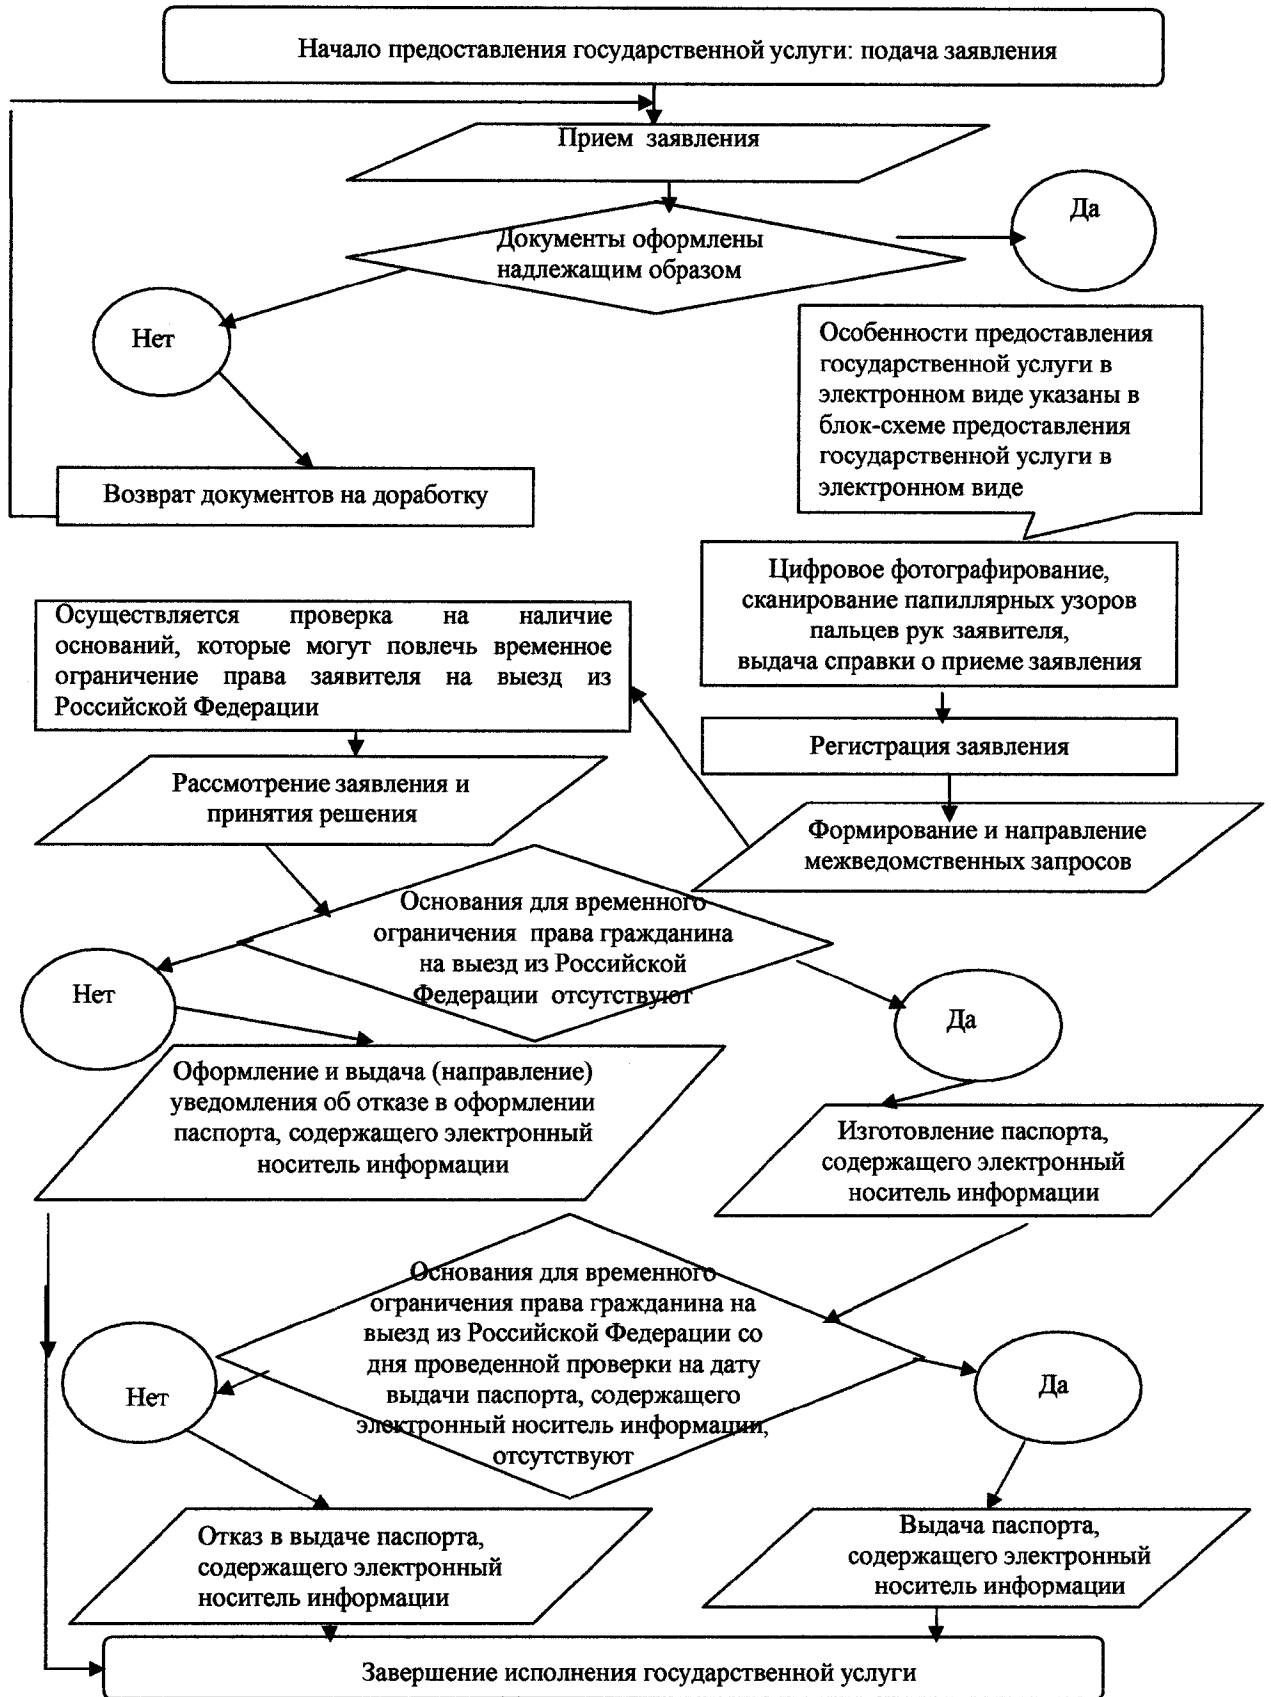 Начало предоставления государственной услуги: подача заявления
Прием заявления
Да
Документы оформлены
надлежащим образом
Нет
Особенности предоставления
государственной услуги в
электронном виде указаны в
блок-схеме предоставления
государственной услуги в
электронном виде
Возврат документов на доработку
Цифровое фотографирование,
сканирование папиллярных узоров
пальцев рук заявителя,
выдача справки о приеме заявления
Осуществляется проверка на наличие
оснований, которые могут повлечь временное
ограничение права заявителя на выезд из
Российской Федерации
Регистрация заявления
Рассмотрение заявления и
принятия решения
Формирование и направление
межведомственных запросов
Основания для временного
ограничения права гражданина
на выезд из Российской
Федерации отсутствуют
Нет
Да
Оформление и выдача (направление)
уведомления об отказе в оформлении
паспорта, содержащего электронный
носитель информации
Изготовление паспорта,
содержащего электронный
носитель информации
Основания для временного
ограничения права гражданина на
выезд из Российской Федерации со
дня проведенной проверки на дату
выдачи паспорта, содержащего
электронный носитель информации,
отсутствуют
Нет
Да
Отказ в выдаче паспорта,
содержащего электронный
носитель информации
Выдача паспорта,
содержащего электронный
носитель информации
Завершение исполнения государственной услуги